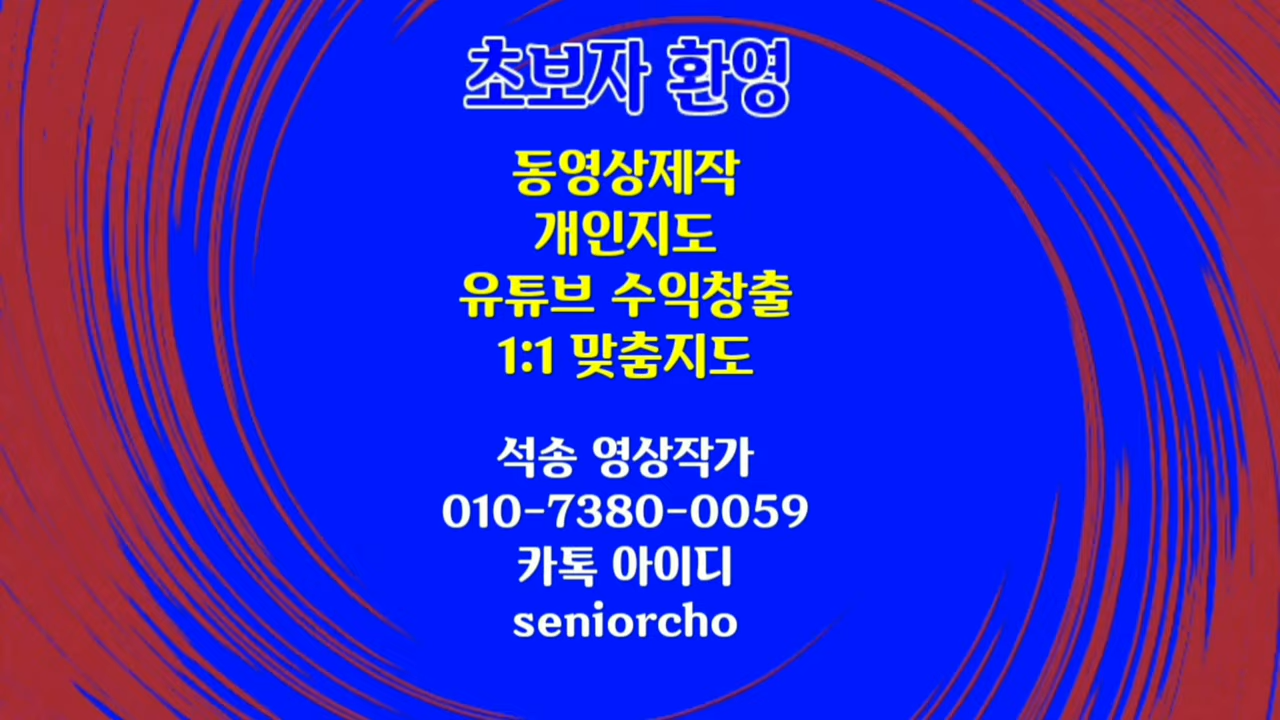 초보자 환영
동영상제작
개인지도
유튜브 수익창출
1:1 맞춤지도
석송 영상작가
010-7380-0059
카톡 아이디
seniorcho